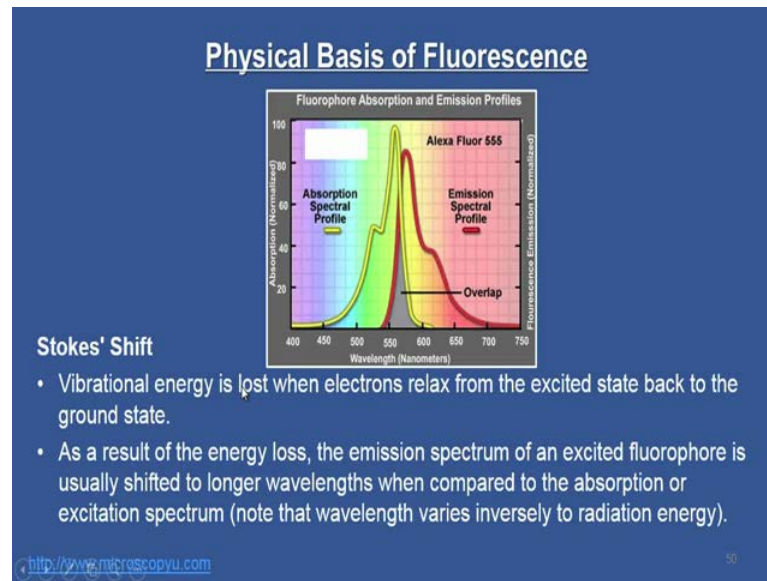 Physical Basis of Fluorescence
Fluorophore Absorption and Emission Profiles
100
80
60
40
20
Absorption (Normalized)
Alexa Fluor 555
Absorption
Spectral
Profile
Emission
Spectral
Profile
Overlap
Flourescence Emisssion (Normalized)
400 450 500 550 600 650 700 750
Wavelength (Nanometers)
Stokes' Shift
• Vibrational energy is lost when electrons relax from the excited state back to the
ground state.
• As a result of the energy loss, the emission spectrum of an excited fluorophore is
usually shifted to longer wavelengths when compared to the absorption or
excitation spectrum (note that wavelength varies inversely to radiation energy).
http://www.microscopyu.com
50